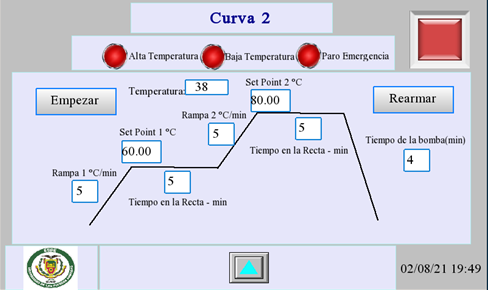 Curva 2
Alta Temperatura
Baja Temperatura
Paro Emergencia
Empezar
Temperatura:
38
Set Point 2 ºC
80.00
Rearmar
Rampa 2 ºC/min
5
5
Set Point 1 ºC
60.00
Tiempo en la Recta - min
Tiempo de la bomba(min)
4
Rampa 1 ºC/min
5
5
Tiempo en la Recta - min
02/08/21 19:49